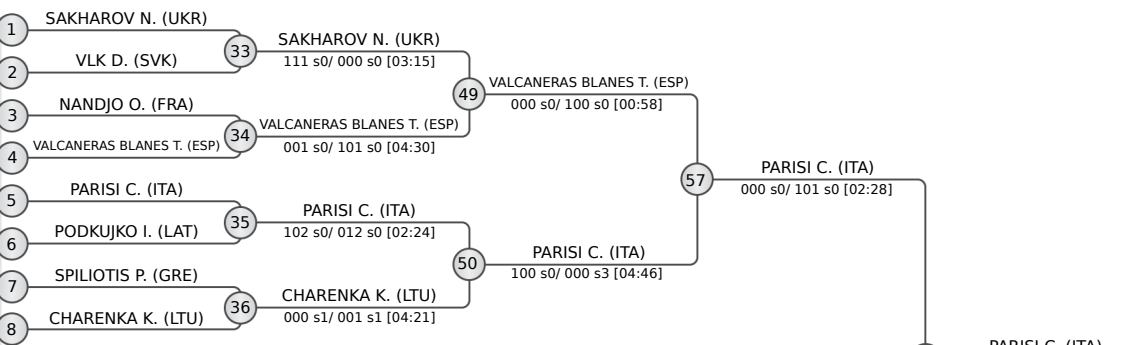 1 SAKHAROV N. (UKR)
2 VLK D. (SVK)
33 SAKHAROV N. (UKR)
111 s0/ 000 s0 [03:15]
3 NANDJO O. (FRA)
4 VALCANERAS BLANES T. (ESP)
34 VALCANERAS BLANES T. (ESP)
001 s0/ 101 s0 [04:30]
49 VALCANERAS BLANES T. (ESP)
000 s0/ 100 s0 [00:58]
5 PARISI C. (ITA)
6 PODKUJKO I. (LAT)
35 PARISI C. (ITA)
102 s0/ 012 s0 [02:24]
7 SPILIOTIS P. (GRE)
8 CHARENKA K. (LTU)
36 CHARENKA K. (LTU)
000 s1/ 001 s1 [04:21]
50 PARISI C. (ITA)
100 s0/ 000 s3 [04:46]
57 PARISI C. (ITA)
000 s0/ 101 s0 [02:28]
PARISI C. (ITA)